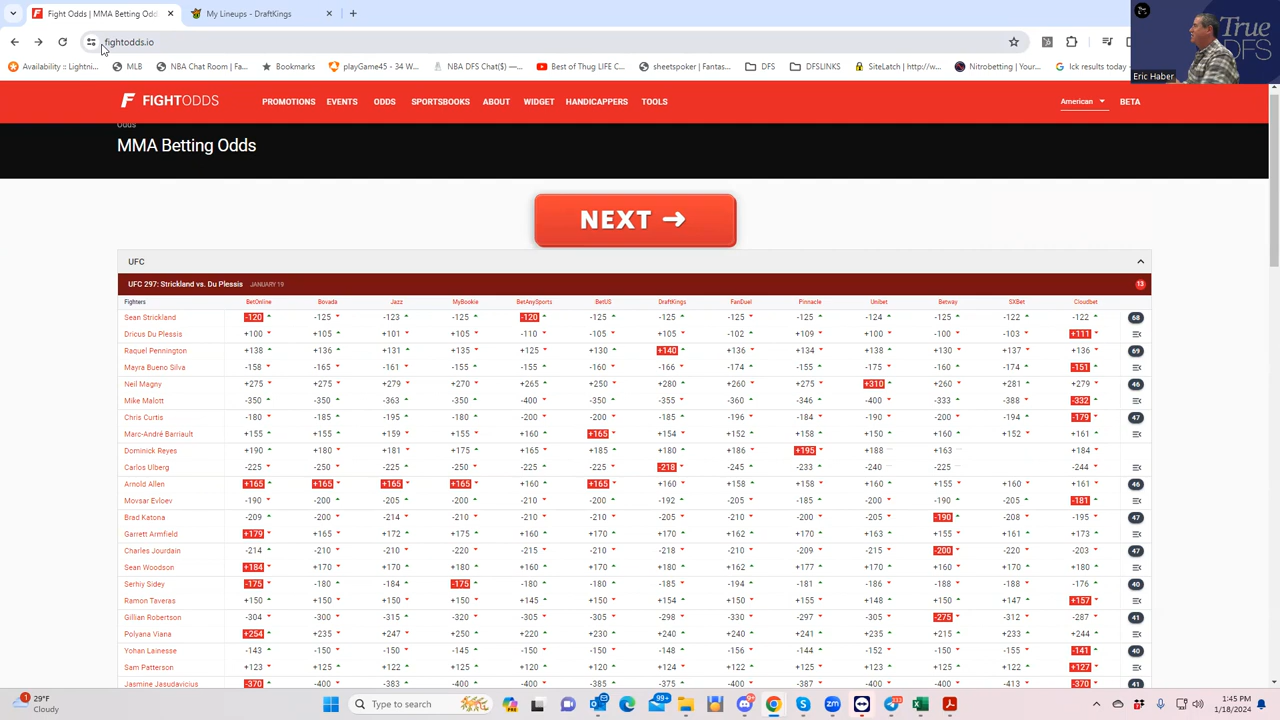 Fight Odds | MMA Betting Od
My Lineups - DraftKings
fightodds.io
Availability :: Lightni...
MLB
NBA Chat Room / Fa...
Bookmarks
playGame45 - 34 W...
NBA DFS Chat($) —...
Best of Thug LIFE C...
sheetspoker / Fantas...
DFS
DFSLINKS
SiteLatch | http://w...
Nitrobetting | Your...
lck results today -
True
DFS
Eric Haber
FIGHTODDS
PROMOTIONS EVENTS ODDS SPORTSBOOKS ABOUT WIDGET HANDICAPPERS TOOLS American BETA
Odds
MMA Betting Odds
NEXT →
UFC
UFC 297: Strickland vs. Du Plessis JANUARY 19 13
Fighters BetOnline Bovada Jazz MyBookie BetAnySports BetUS DraftKings FanDuel Pinnacle Unibet Betway SXBet Cloudbet
Sean Strickland -120 -125 -123 -125 -120 -125 -125 -125 -125 -124 -125 -122 -122 68
Dricus Du Plessis +100 +105 +101 +105 -110 -105 +105 -102 +109 +100 -100 -103 +111
Raquel Pennington +138 +136 +131 +135 +125 +130 +140 +136 +134 +138 +130 +137 +136 69
Mayra Bueno Silva -158 -165 -161 -155 -155 -160 -166 -174 -155 -175 -160 -174 -151
Neil Magny +275 +275 +279 +270 +265 +250 +280 +260 +275 +310 +260 +281 +279 46
Mike Malott -350 -350 -363 -350 -400 -350 -355 -360 -346 -400 -333 -388 -332
Chris Curtis -180 -185 -195 -180 -200 -200 -185 -196 -184 -190 -200 -194 -179 47
Marc-André Barriault +155 +155 +159 +155 +160 +165 +154 +152 +158 +150 +160 +152 +161
Dominick Reyes +190 +180 +181 +175 +165 +185 +180 +186 +195 +188 +163 +184
Carlos Ulberg -225 -250 -225 -250 -225 -225 -218 -245 -233 -240 -225 -244
Arnold Allen +165 +165 +165 +165 +160 +165 +160 +158 +158 +160 +155 +160 +161 46
Movsar Evloev -190 -200 -205 -200 -210 -200 -192 -205 -185 -200 -190 -205 -181
Brad Katona -209 -200 -214 -210 -210 -210 -205 -210 -200 -205 -190 -208 -195 47
Garrett Armfield +179 +165 +172 +175 +160 +170 +170 +162 +170 +163 +155 +161 +173
Charles Jourdain -214 -210 -210 -220 -215 -210 -218 -210 -209 -215 -200 -220 -203 47
Sean Woodson +184 +170 +170 +180 +160 +170 +180 +162 +177 +170 +160 +170 +180
Serhiy Sidey -175 -180 -184 -175 -180 -180 -185 -194 -181 -186 -188 -188 -176 40
Ramon Taveras +150 +150 +150 +150 +145 +150 +154 +150 +155 +148 +150 +147 +157
Gillian Robertson -304 -300 -315 -320 -305 -305 -298 -330 -297 -305 -275 -312 -287 41
Polyana Viana +254 +235 +247 +250 +220 +230 +240 +240 +241 +235 +215 +233 +244
Yohan Lainesse -143 -150 -150 -145 -150 -150 -148 -156 -144 -152 -150 -155 -141 40
Sam Patterson +123 +125 +122 +125 +120 +120 +124 +122 +125 +123 +125 +122 +127
Jasmine Jasudavicius -370 -400 -383 -400 -400 -400 -375 -400 -387 -400 -400 -413 -370 41
1
29°F
Cloudy
Search
99+
1:45 PM
1/18/2024